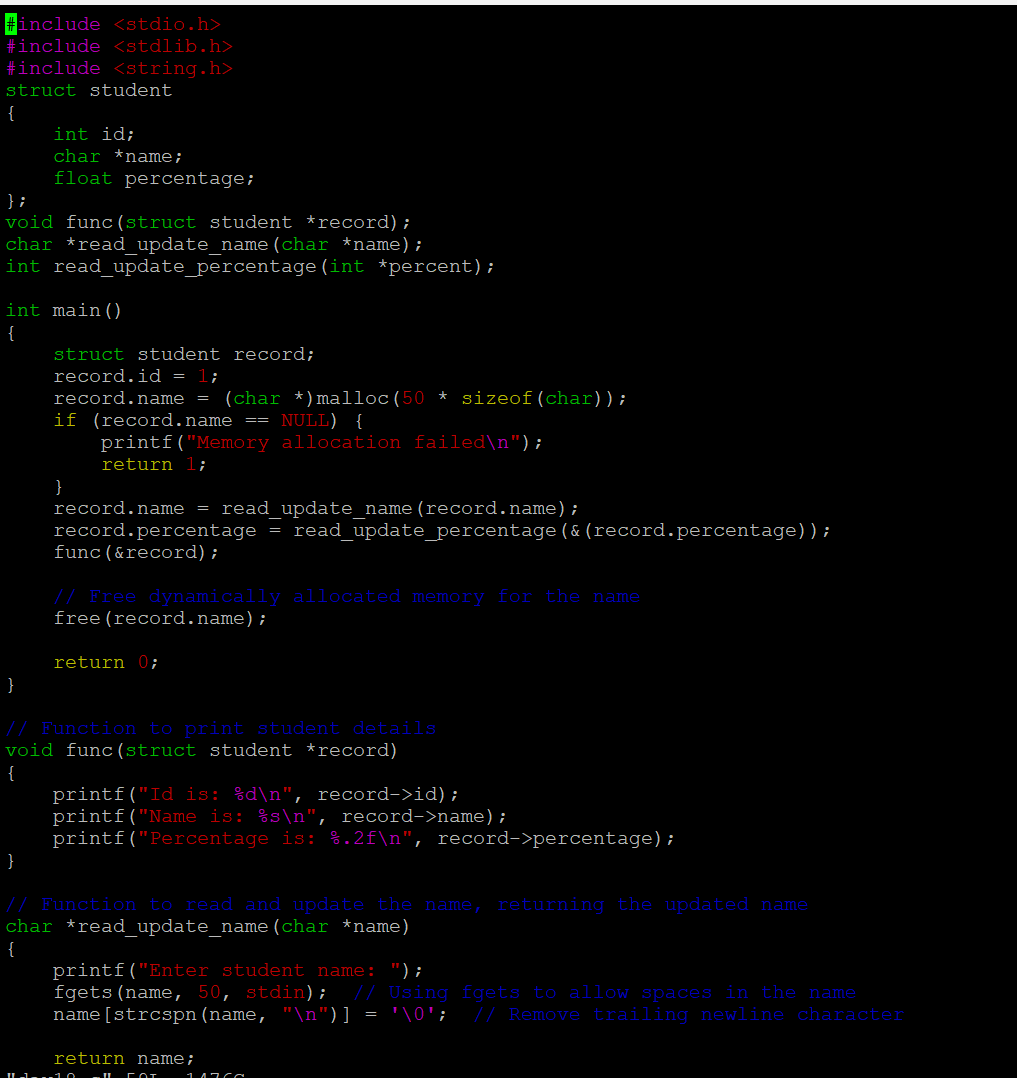 #include <stdio.h>
#include <stdlib.h>
#include <string.h>
struct student
{
    int id;
    char *name;
    float percentage;
};
void func(struct student *record);
char *read_update_name(char *name);
int read_update_percentage(int *percent);

int main()
{
    struct student record;
    record.id = 1;
    record.name = (char *)malloc(50 * sizeof(char));
    if (record.name == NULL) {
        printf("Memory allocation failed\n");
        return 1;
    }
    record.name = read_update_name(record.name);
    record.percentage = read_update_percentage(&(record.percentage));
    func(&record);

    // Free dynamically allocated memory for the name
    free(record.name);

    return 0;
}

// Function to print student details
void func(struct student *record)
{
    printf("Id is: %d\n", record->id);
    printf("Name is: %s\n", record->name);
    printf("Percentage is: %.2f\n", record->percentage);
}

// Function to read and update the name, returning the updated name
char *read_update_name(char *name)
{
    printf("Enter student name: ");
    fgets(name, 50, stdin);  // Using fgets to allow spaces in the name
    name[strcspn(name, "\n")] = '\0';  // Remove trailing newline character

    return name;